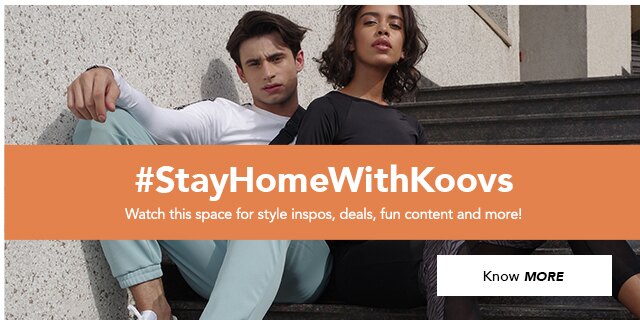 #StayHomeWithKoovs
Watch this space for style inspos, deals, fun content and more!
Know MORE